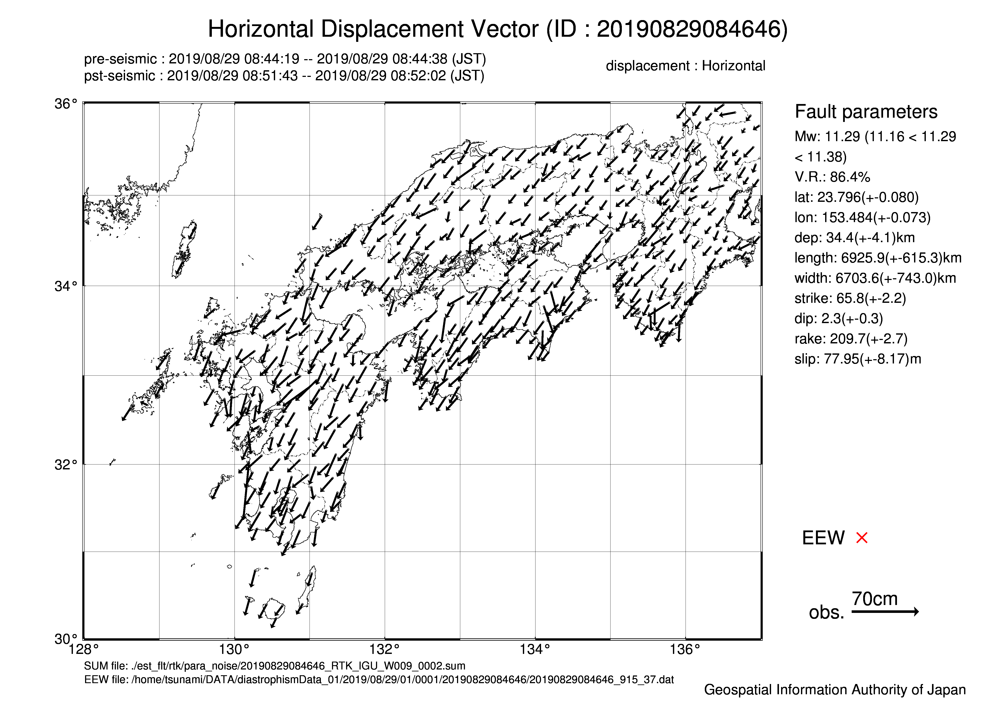 Horizontal Displacement Vector (ID : 20190829084646)
pre-seismic : 2019/08/29 08:44:19 -- 2019/08/29 08:44:38 (JST)
pst-seismic : 2019/08/29 08:51:43 -- 2019/08/29 08:52:02 (JST)
displacement : Horizontal
36°
34°
32°
30°
128°
130°
132°
134°
136°
Fault parameters
Mw: 11.29 (11.16 < 11.29
< 11.38)
V.R.: 86.4%
lat: 23.796(+-0.080)
lon: 153.484(+-0.073)
dep: 34.4(+-4.1)km
length: 6925.9(+-615.3)km
width: 6703.6(+-743.0)km
strike: 65.8(+-2.2)
dip: 2.3(+-0.3)
rake: 209.7(+-2.7)
slip: 77.95(+-8.17)m
EEW
70cm
obs.
SUM file: ./est_flt/rtk/para_noise/20190829084646_RTK_IGU_W009_0002.sum
EEW file: /home/tsunami/DATA/diastrophismData_01/2019/08/29/01/0001/20190829084646/20190829084646_915_37.dat
Geospatial Information Authority of Japan